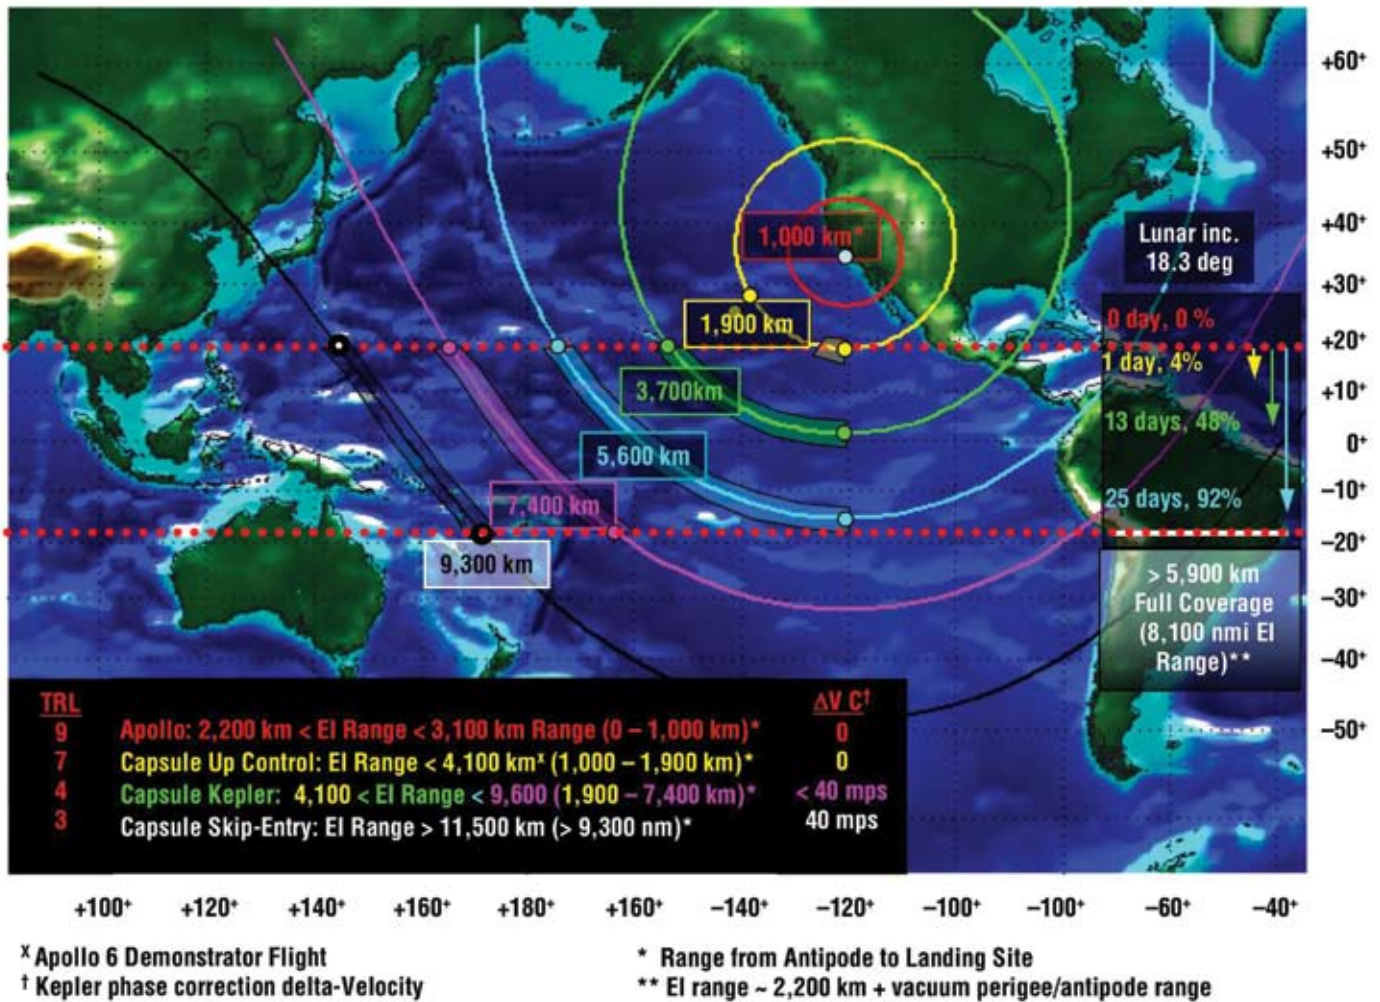 +60⁺
+50⁺
+40⁺
+30⁺
+20⁺
+10⁺
0⁺
−10⁺
−20⁺
−30⁺
−40⁺
−50⁺
1,000 km*
1,900 km
3,700km
5,600 km
7,400 km
9,300 km
Lunar inc.
18.3 deg
0 day, 0 %
1 day, 4%
13 days, 48%
25 days, 92%
> 5,900 km
Full Coverage
(8,100 nmi EI
Range)**
TRL ΔV C†
9 Apollo: 2,200 km < EI Range < 3,100 km Range (0 – 1,000 km)* 0
7 Capsule Up Control: EI Range < 4,100 kmˣ (1,000 – 1,900 km)* 0
4 Capsule Kepler: 4,100 < EI Range < 9,600 (1,900 – 7,400 km)* < 40 mps
3 Capsule Skip-Entry: EI Range > 11,500 km (> 9,300 nm)* 40 mps
+100⁺ +120⁺ +140⁺ +160⁺ +180⁺ +160⁺ −140⁺ −120⁺ −100⁺ −100⁺ −60⁺ −40⁺
ˣ Apollo 6 Demonstrator Flight
† Kepler phase correction delta-Velocity
* Range from Antipode to Landing Site
** EI range ~ 2,200 km + vacuum perigee/antipode range